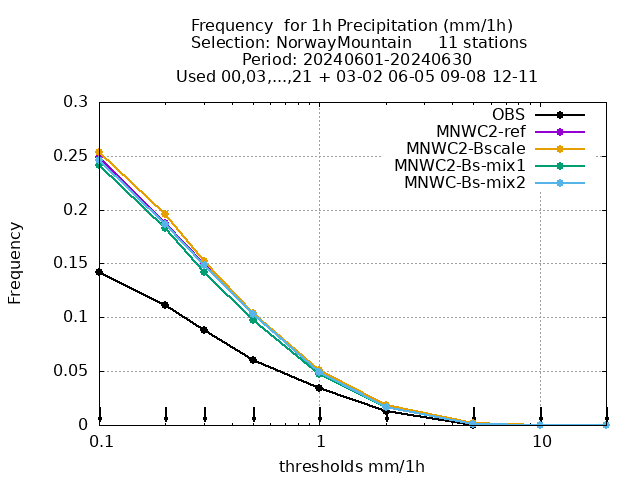 Frequency  for 1h Precipitation (mm/1h)
Selection: NorwayMountain     11 stations
Period: 20240601-20240630
Used 00,03,...,21 + 03-02 06-05 09-08 12-11
OBS
MNWC2-ref
MNWC2-Bscale
MNWC2-Bs-mix1
MNWC-Bs-mix2
0.3
0.25
0.2
0.15
0.1
0.05
0
Frequency
0.1 1 10
thresholds mm/1h